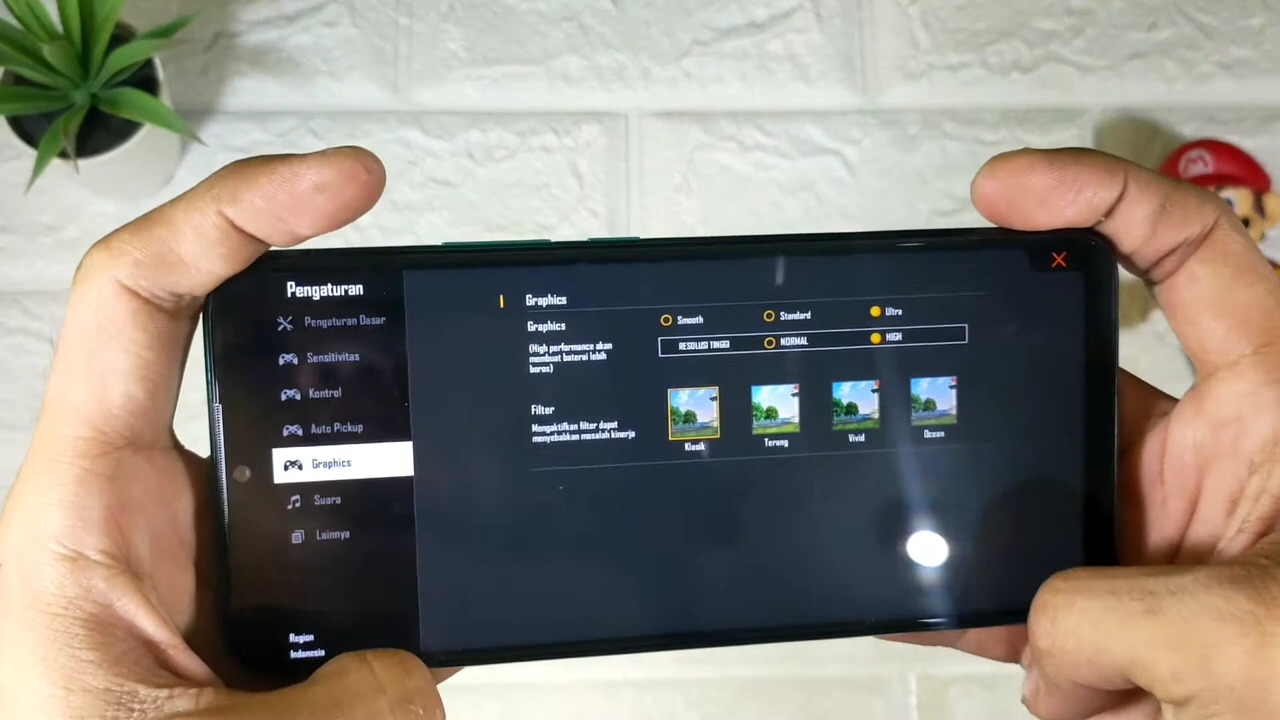 Pengaturan
Pengaturan Dasar
Sensitivitas
Kontrol
Auto Pickup
Graphics
Suara
Lainnya
Region
Indonesia
Graphics
Graphics
(High performance akan
membuat baterai lebih
boros)
Smooth
Standard
Ultra
RESOLUSI TINGGI
NORMAL
HIGH
Filter
Mengaktifkan filter dapat
menyebabkan masalah kinerja
Klasik
Terang
Vivid
Ocean
M